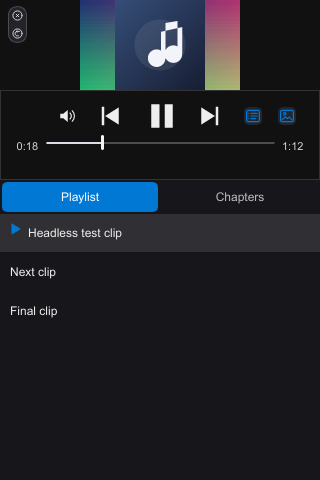 0:18
1:12
Playlist
Chapters
Headless test clip
Next clip
Final clip